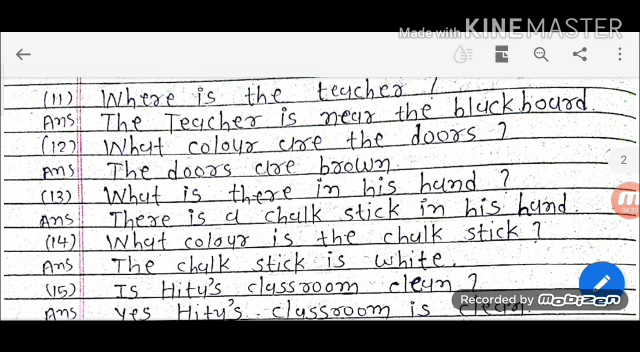 Made with KINEMASTER
(11) Where is the teacher ?
Ans The Teacher is near the blackboard.
(12) What colour are the doors ?
Ans The doors are brown.
2
(13) What is there in his hand ?
Ans There is a chalk stick in his hand.
(14) What colour is the chalk stick ?
Ans The chalk stick is white.
(15) Is Hitu's classroom clean ?
Recorded by Mobizen
Ans Yes Hitu's classroom is clean.